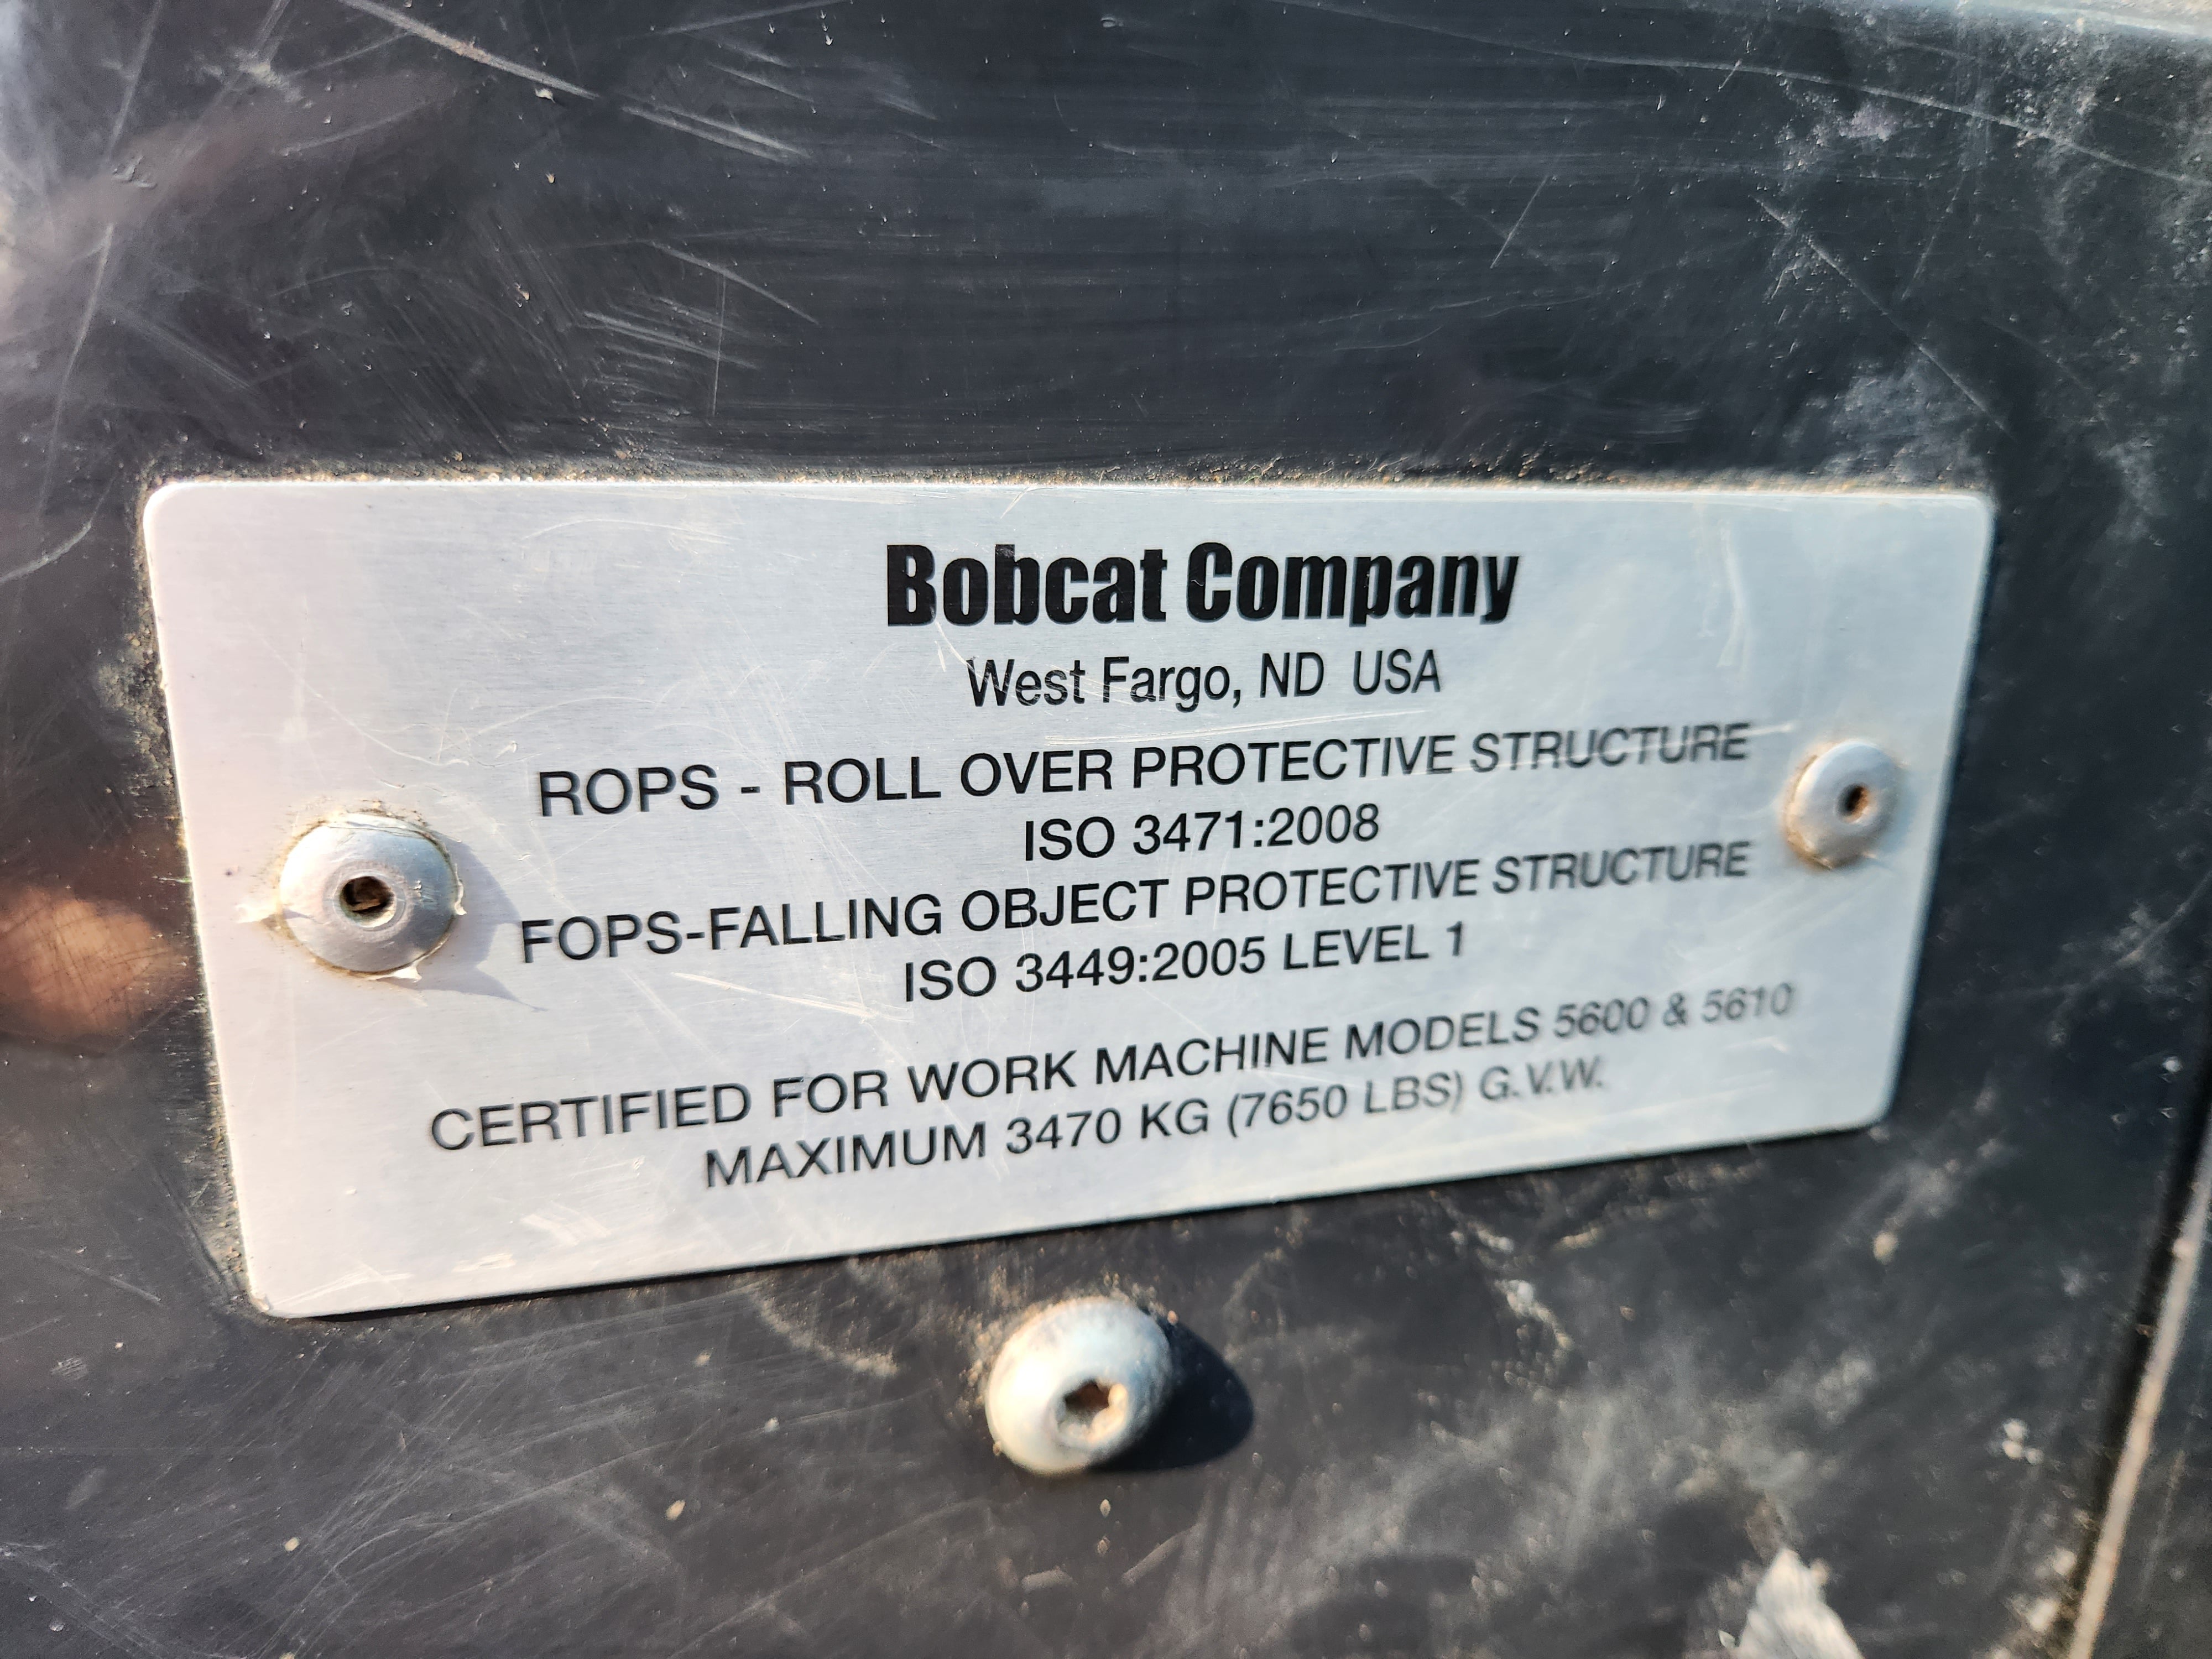 Bobcat Company
West Fargo, ND USA
ROPS - ROLL OVER PROTECTIVE STRUCTURE
ISO 3471:2008
FOPS-FALLING OBJECT PROTECTIVE STRUCTURE
ISO 3449:2005 LEVEL 1
CERTIFIED FOR WORK MACHINE MODELS 5600 & 5610
MAXIMUM 3470 KG (7650 LBS) G.V.W.